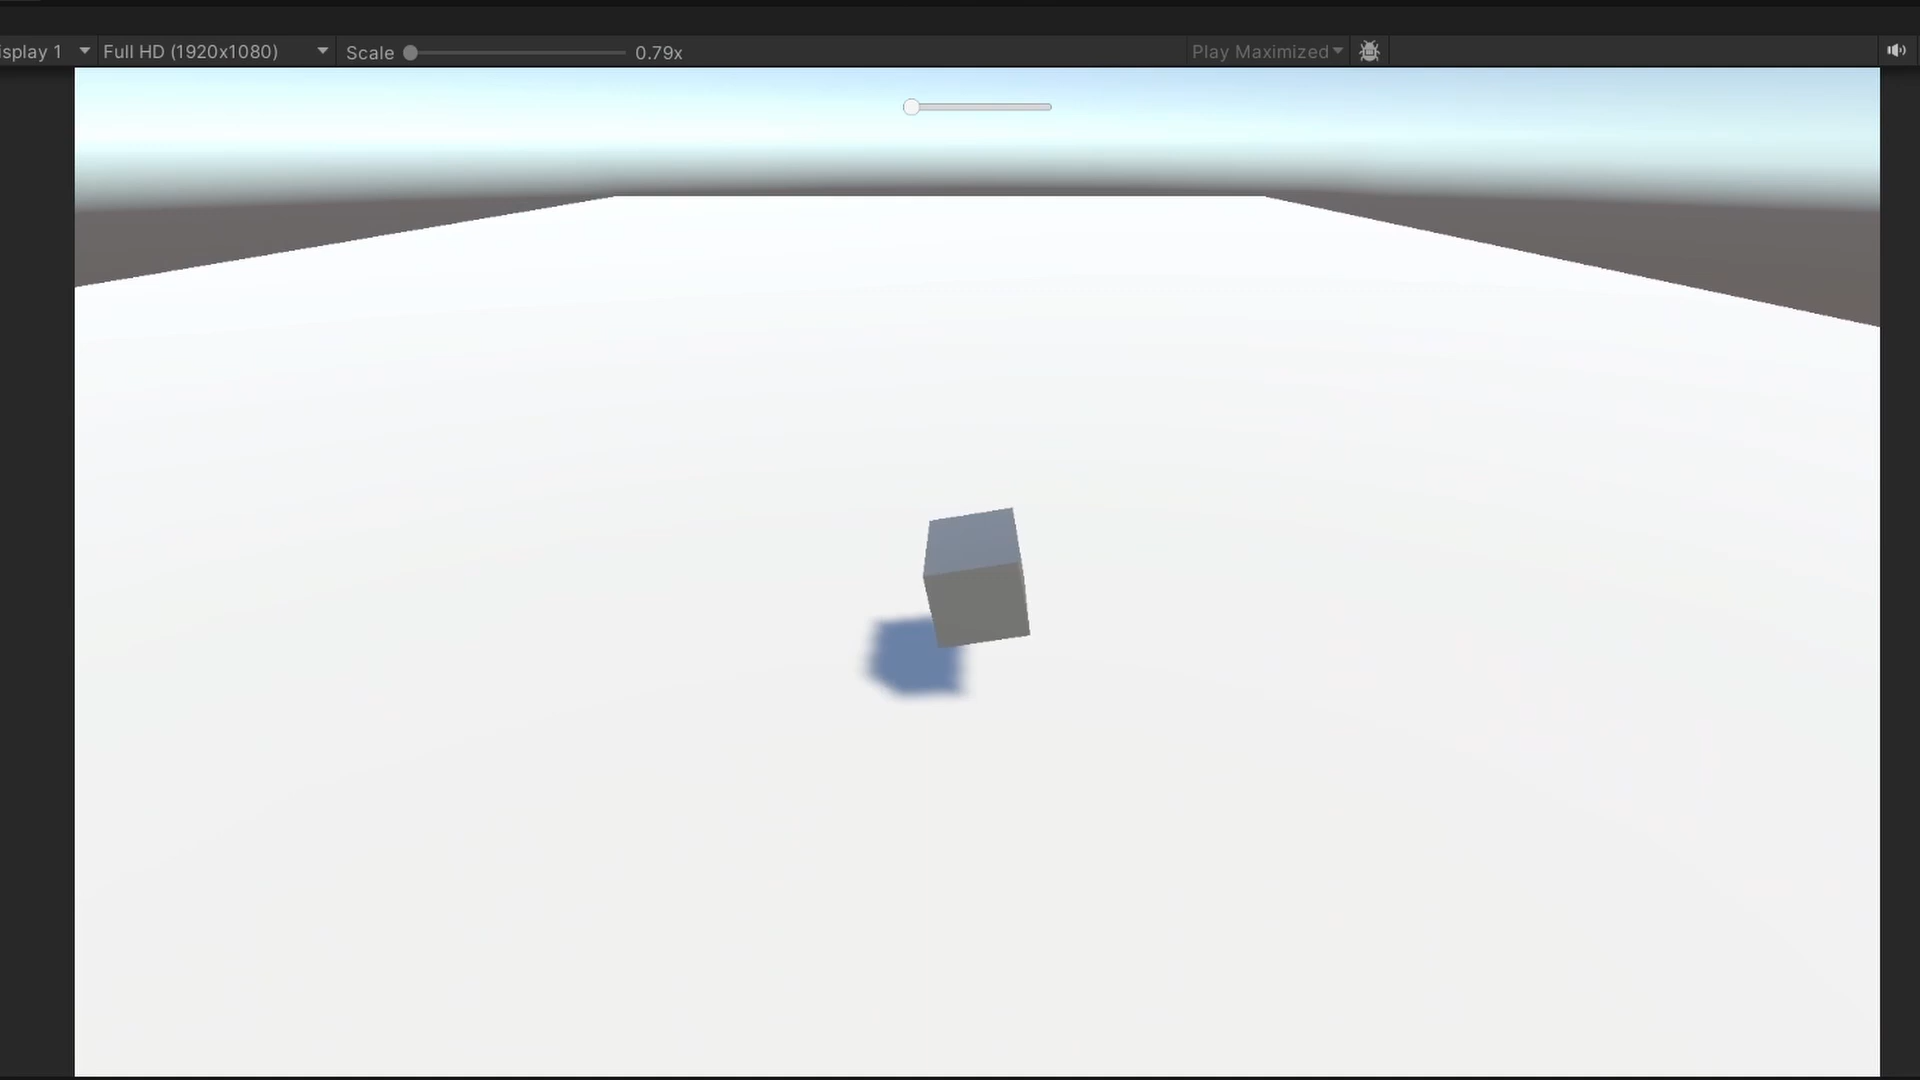 isplay 1
Full HD (1920x1080)
Scale
0.79x
Play Maximized